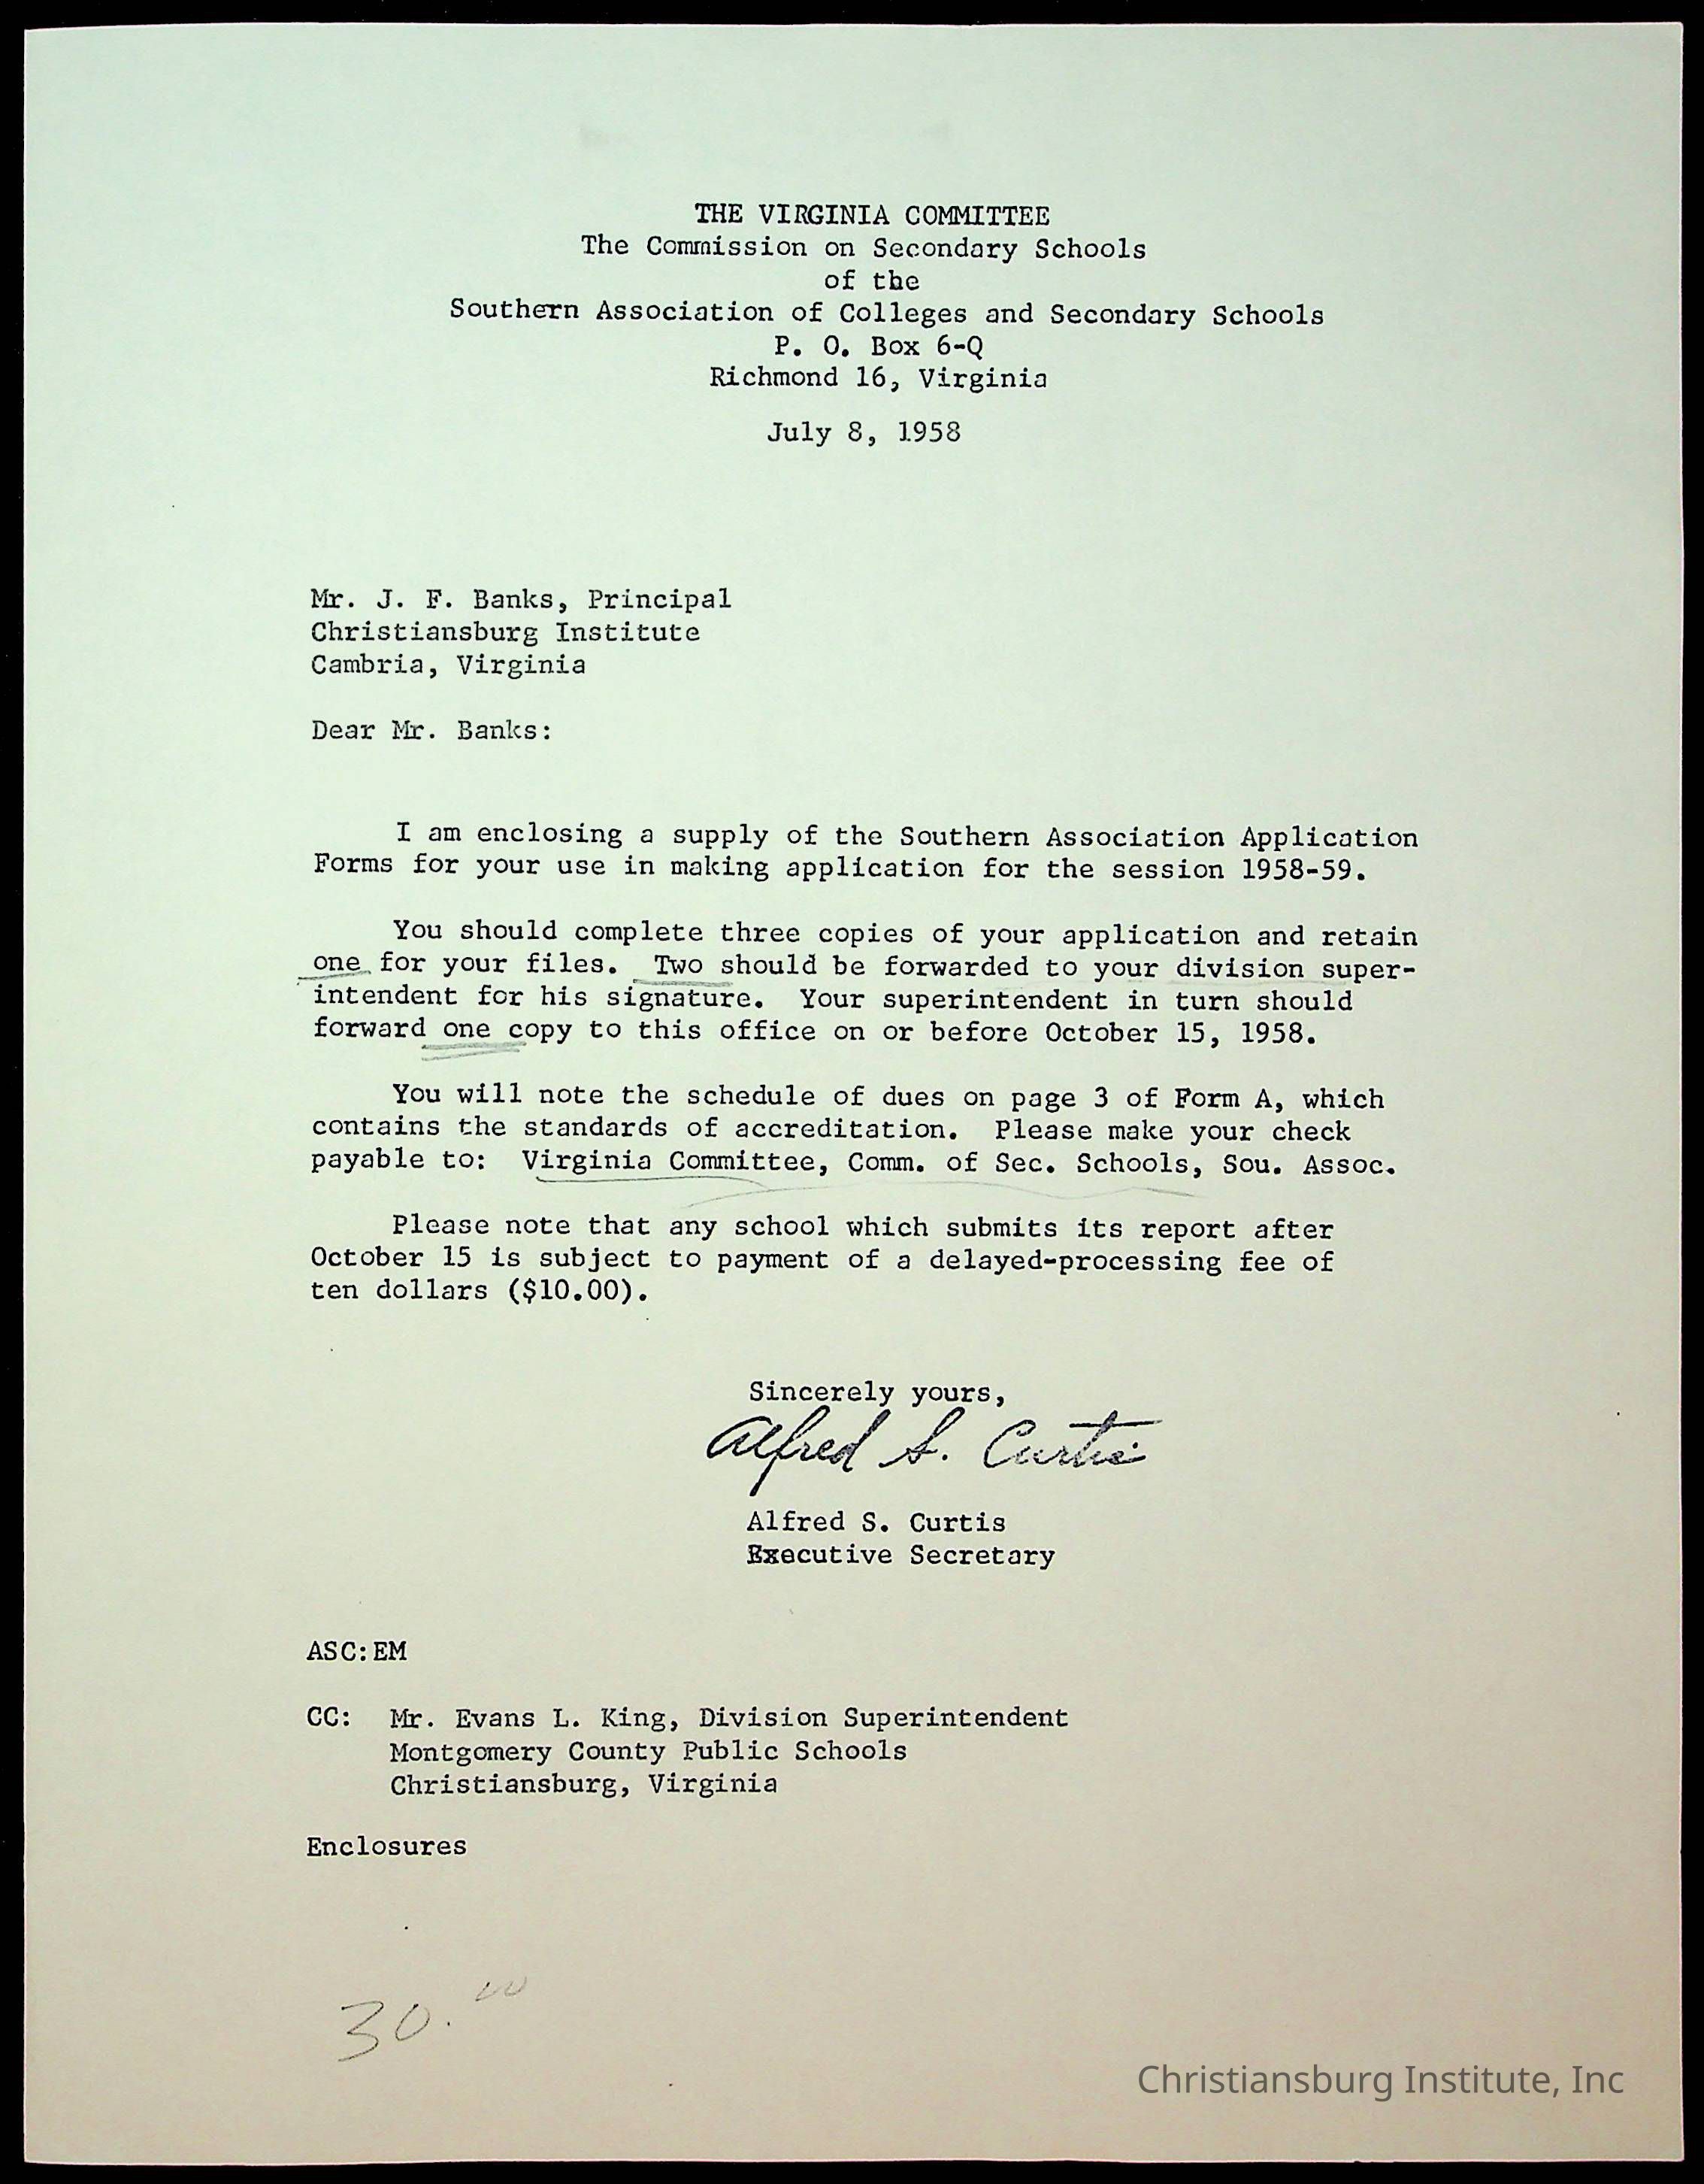 THE VIRGINIA COMMITTEE
The Commission on Secondary Schools
of the
Southern Association of Colleges and Secondary Schools
P. O. Box 6-Q
Richmond 16, Virginia
July 8, 1958
Mr. J. F. Banks, Principal
Christiansburg Institute
Cambria, Virginia
Dear Mr. Banks:
I am enclosing a supply of the Southern Association Application
Forms for your use in making application for the session 1958-59.
You should complete three copies of your application and retain
one for your files. Two should be forwarded to your division super-
intendent for his signature. Your superintendent in turn should
forward one copy to this office on or before October 15, 1958.
You will note the schedule of dues on page 3 of Form A, which
contains the standards of accreditation. Please make your check
payable to: Virginia Committee, Comm. of Sec. Schools, Sou. Assoc.
Please note that any school which submits its report after
October 15 is subject to payment of a delayed-processing fee of
ten dollars ($10.00).
Sincerely yours,
Alfred S. Curtis
Alfred S. Curtis
Executive Secretary
ASC:EM
CC: Mr. Evans L. King, Division Superintendent
Montgomery County Public Schools
Christiansburg, Virginia
Enclosures
30.00
Christiansburg Institute, Inc